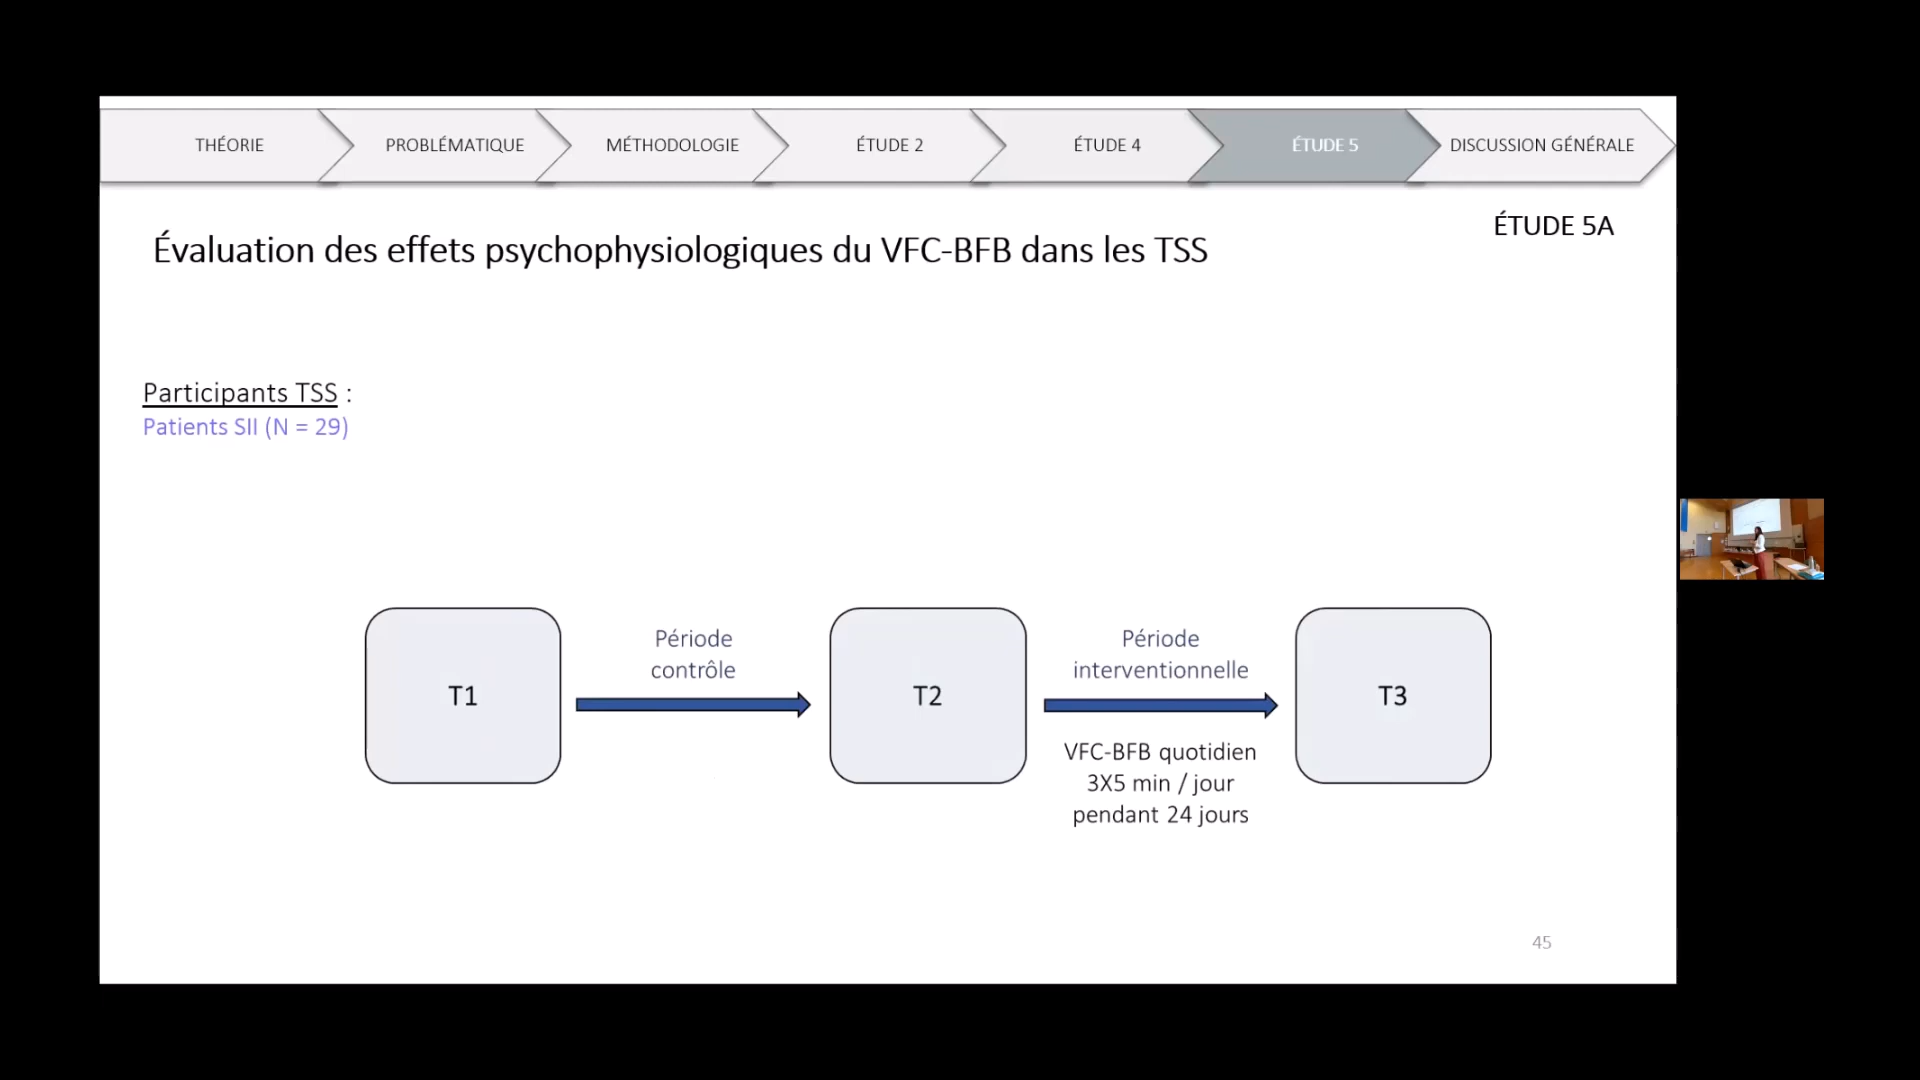 THÉORIE
PROBLÉMATIQUE
MÉTHODOLOGIE
ÉTUDE 2
ÉTUDE 4
ÉTUDE 5
DISCUSSION GÉNÉRALE
ÉTUDE 5A
Évaluation des effets psychophysiologiques du VFC-BFB dans les TSS
Participants TSS :
Patients SII (N = 29)
T1
Période
contrôle
T2
Période
interventionnelle
VFC-BFB quotidien
3X5 min / jour
pendant 24 jours
T3
45